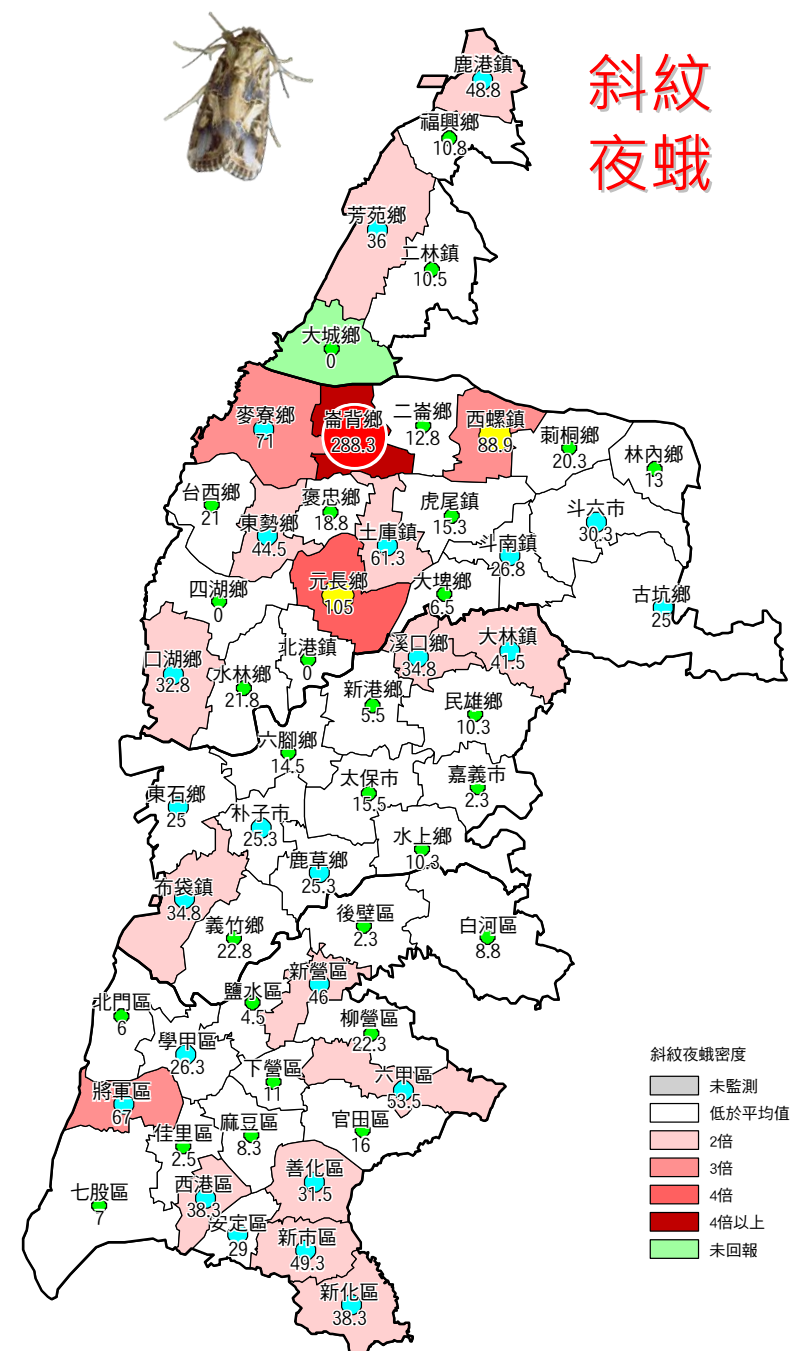 斜紋
夜蛾
鹿港鎮
48.8
福興鄉
10.8
芳苑鄉
36
二林鎮
10.5
大城鄉
0
麥寮鄉
71
崙背鄉
288.3
二崙鄉
12.8
西螺鎮
88.9
莿桐鄉
20.3
林內鄉
13
台西鄉
21
東勢鄉
44.5
褒忠鄉
18.8
土庫鎮
61.3
虎尾鎮
15.3
斗南鎮
26.8
斗六市
30.3
四湖鄉
0
元長鄉
105
大埤鄉
6.5
古坑鄉
25
口湖鄉
32.8
水林鄉
21.8
北港鎮
0
溪口鄉
34.8
大林鎮
41.5
新港鄉
5.5
民雄鄉
10.3
六腳鄉
14.5
太保市
15.5
嘉義市
2.3
東石鄉
25
朴子市
25.3
水上鄉
10.3
鹿草鄉
25.3
布袋鎮
34.8
義竹鄉
22.8
後壁區
2.3
白河區
8.8
新營區
46
鹽水區
4.5
北門區
6
柳營區
22.3
學甲區
26.3
下營區
11
六甲區
53.5
將軍區
67
麻豆區
8.3
官田區
16
佳里區
2.5
善化區
31.5
西港區
38.3
七股區
7
安定區
29
新市區
49.3
新化區
38.3
斜紋夜蛾密度
未監測
低於平均值
2倍
3倍
4倍
4倍以上
未回報